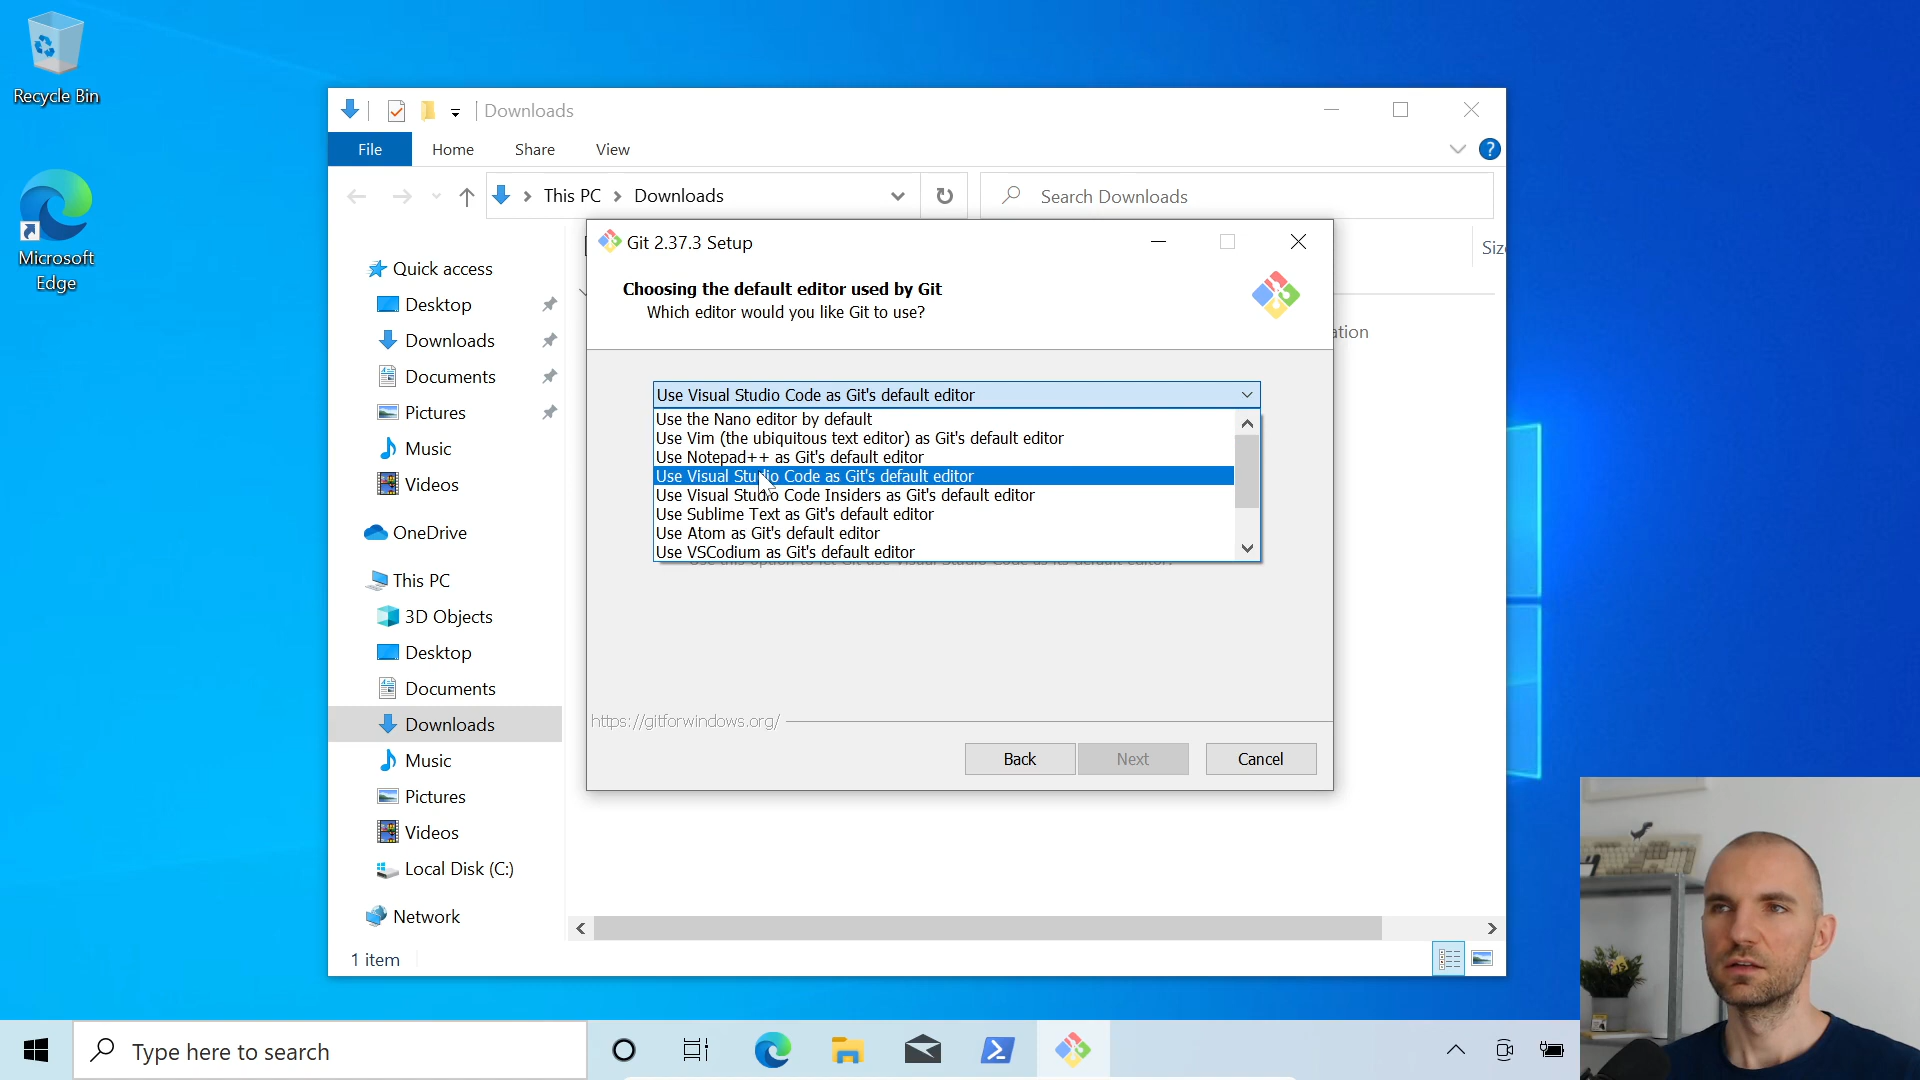 Recycle Bin
Microsoft
Edge
Downloads
File
Home
Share
View
?
This PC
Downloads
Search Downloads
Quick access
Desktop
Downloads
Documents
Pictures
Music
Videos
OneDrive
This PC
3D Objects
Desktop
Documents
Downloads
Music
Pictures
Videos
Local Disk (C:)
Network
1 item
Git 2.37.3 Setup
Choosing the default editor used by Git
Which editor would you like Git to use?
Use Visual Studio Code as Git's default editor
Use the Nano editor by default
Use Vim (the ubiquitous text editor) as Git's default editor
Use Notepad++ as Git's default editor
Use Visual Studio Code as Git's default editor
Use Visual Studio Code Insiders as Git's default editor
Use Sublime Text as Git's default editor
Use Atom as Git's default editor
Use VSCodium as Git's default editor
https://gitforwindows.org/
Back
Next
Cancel
Type here to search